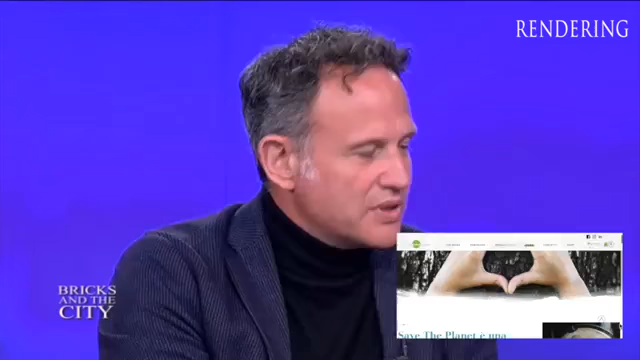 RENDERING
BRICKS
AND THE
CITY
Save The Planet è una